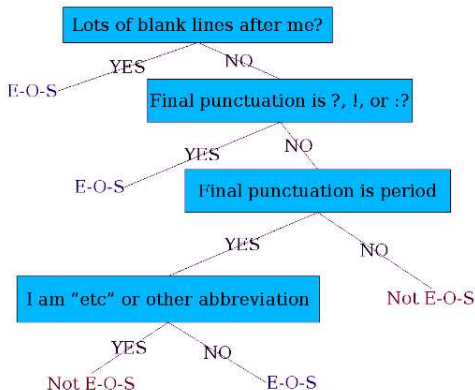 Lots of blank lines after me?
YES
NO
E-O-S
Final punctuation is ?, !, or :?
YES
NO
E-O-S
Final punctuation is period
YES
NO
I am “etc” or other abbreviation
Not E-O-S
YES
NO
Not E-O-S
E-O-S